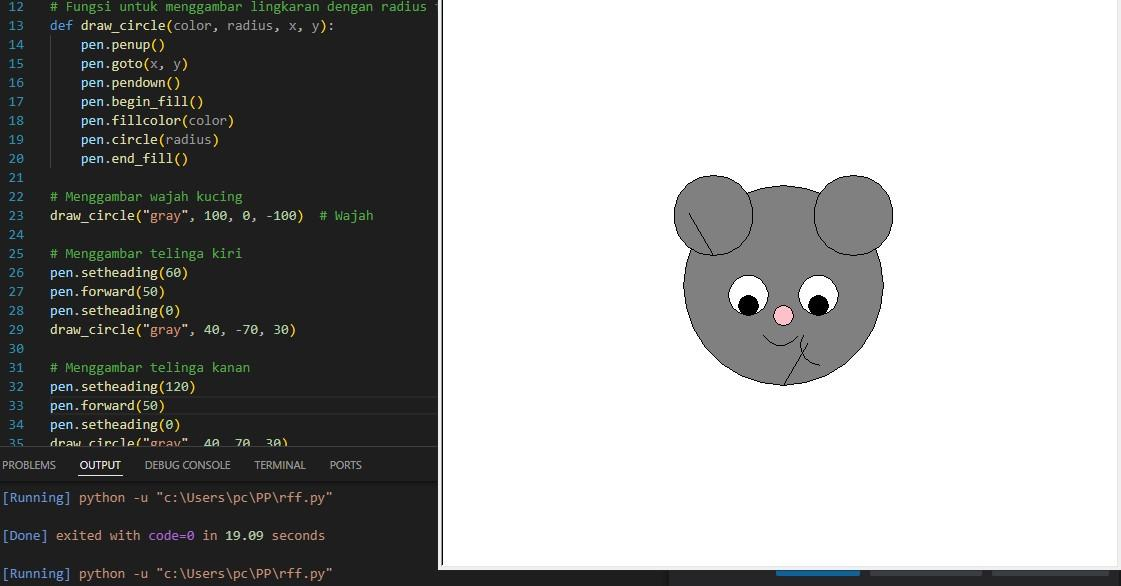 12 # Fungsi untuk menggambar lingkaran dengan radius
13 def draw_circle(color, radius, x, y):
14 pen.penup()
15 pen.goto(x, y)
16 pen.pendown()
17 pen.begin_fill()
18 pen.fillcolor(color)
19 pen.circle(radius)
20 pen.end_fill()
21
22 # Menggambar wajah kucing
23 draw_circle("gray", 100, 0, -100)  # Wajah
24
25 # Menggambar telinga kiri
26 pen.setheading(60)
27 pen.forward(50)
28 pen.setheading(0)
29 draw_circle("gray", 40, -70, 30)
30
31 # Menggambar telinga kanan
32 pen.setheading(120)
33 pen.forward(50)
34 pen.setheading(0)
35 draw_circle("gray", 40, 70, 30)
PROBLEMS OUTPUT DEBUG CONSOLE TERMINAL PORTS
[Running] python -u "c:\Users\pc\PP\rff.py"
[Done] exited with code=0 in 19.09 seconds
[Running] python -u "c:\Users\pc\PP\rff.py"